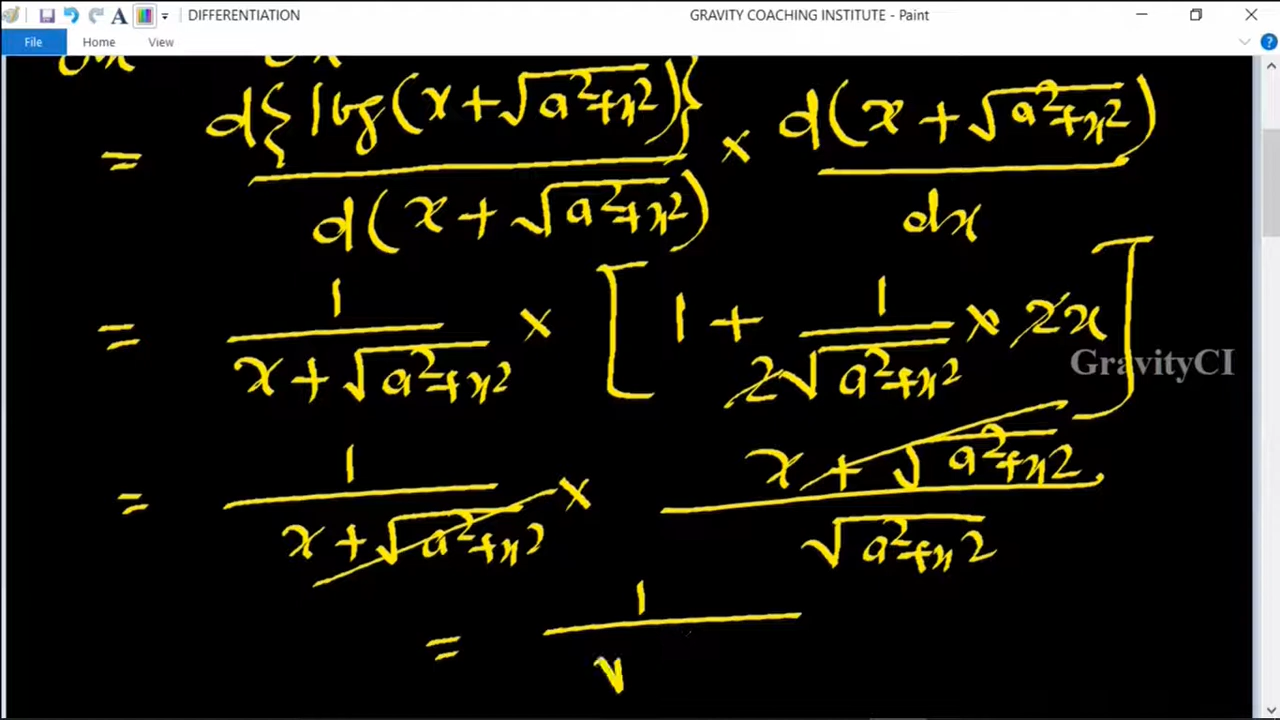 DIFFERENTIATION GRAVITY COACHING INSTITUTE - Paint
File Home View
= d{log(x+√(a²+x²))} / d(x+√(a²+x²)) × d(x+√(a²+x²)) / dx
= 1 / (x+√(a²+x²)) × [1 + 1 / (2√(a²+x²)) × 2x]
GravityCI
= 1 / (x+√(a²+x²)) × (x+√(a²+x²)) / √(a²+x²)
= 1 /